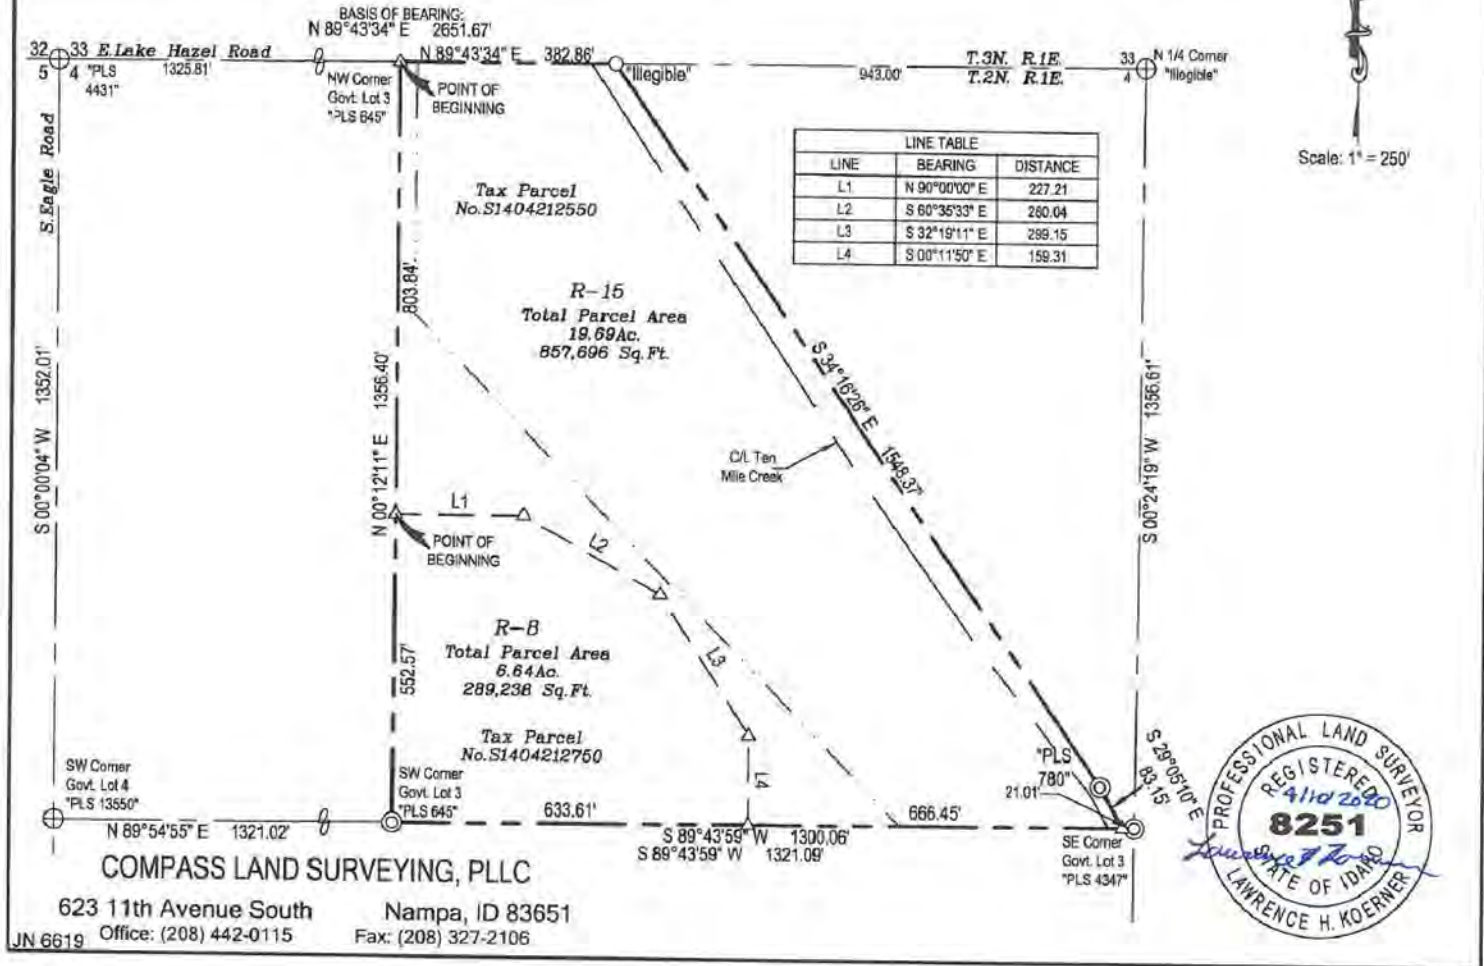 BASIS OF BEARING:
N 89°43'34" E 2651.67'
32 33 E.Lake Hazel Road
5 4 "PLS 4431"
1325.81'
N 89°43'34" E 382.86'
"Illegible"
943.00'
T.3N. R.1E.
T.2N. R.1E.
33 N 1/4 Corner
4 "Illegible"
NW Corner
Govt. Lot 3
"PLS 645"
POINT OF
BEGINNING
Scale: 1" = 250'
S.Eagle Road
LINE TABLE
LINE BEARING DISTANCE
L1 N 90°00'00" E 227.21
L2 S 60°35'33" E 280.04
L3 S 32°19'11" E 299.15
L4 S 00°11'50" E 159.31
Tax Parcel
No.S1404212550
803.84'
R-15
Total Parcel Area
19.69Ac.
857,696 Sq.Ft.
S 00°00'04" W 1352.01'
N 00°12'11" E 1356.40'
S 34°16'26" E 1548.37'
S 00°24'19" W 1356.61'
C/L Ten
Mile Creek
L1
POINT OF
BEGINNING
L2
L3
R-8
Total Parcel Area
6.64Ac.
289,238 Sq.Ft.
552.57'
Tax Parcel
No.S1404212750
L4
"PLS
780"
21.01'
S 29°05'10" E
83.15'
SW Corner
Govt. Lot 4
"PLS 13550"
N 89°54'55" E 1321.02'
SW Corner
Govt. Lot 3
"PLS 645"
633.61'
666.45'
S 89°43'59" W 1300.06'
S 89°43'59" W 1321.09'
SE Corner
Govt. Lot 3
"PLS 4347"
PROFESSIONAL LAND SURVEYOR
REGISTERED
4/10/2020
8251
STATE OF IDAHO
LAWRENCE H. KOERNER
COMPASS LAND SURVEYING, PLLC
623 11th Avenue South Nampa, ID 83651
JN 6619 Office: (208) 442-0115 Fax: (208) 327-2106